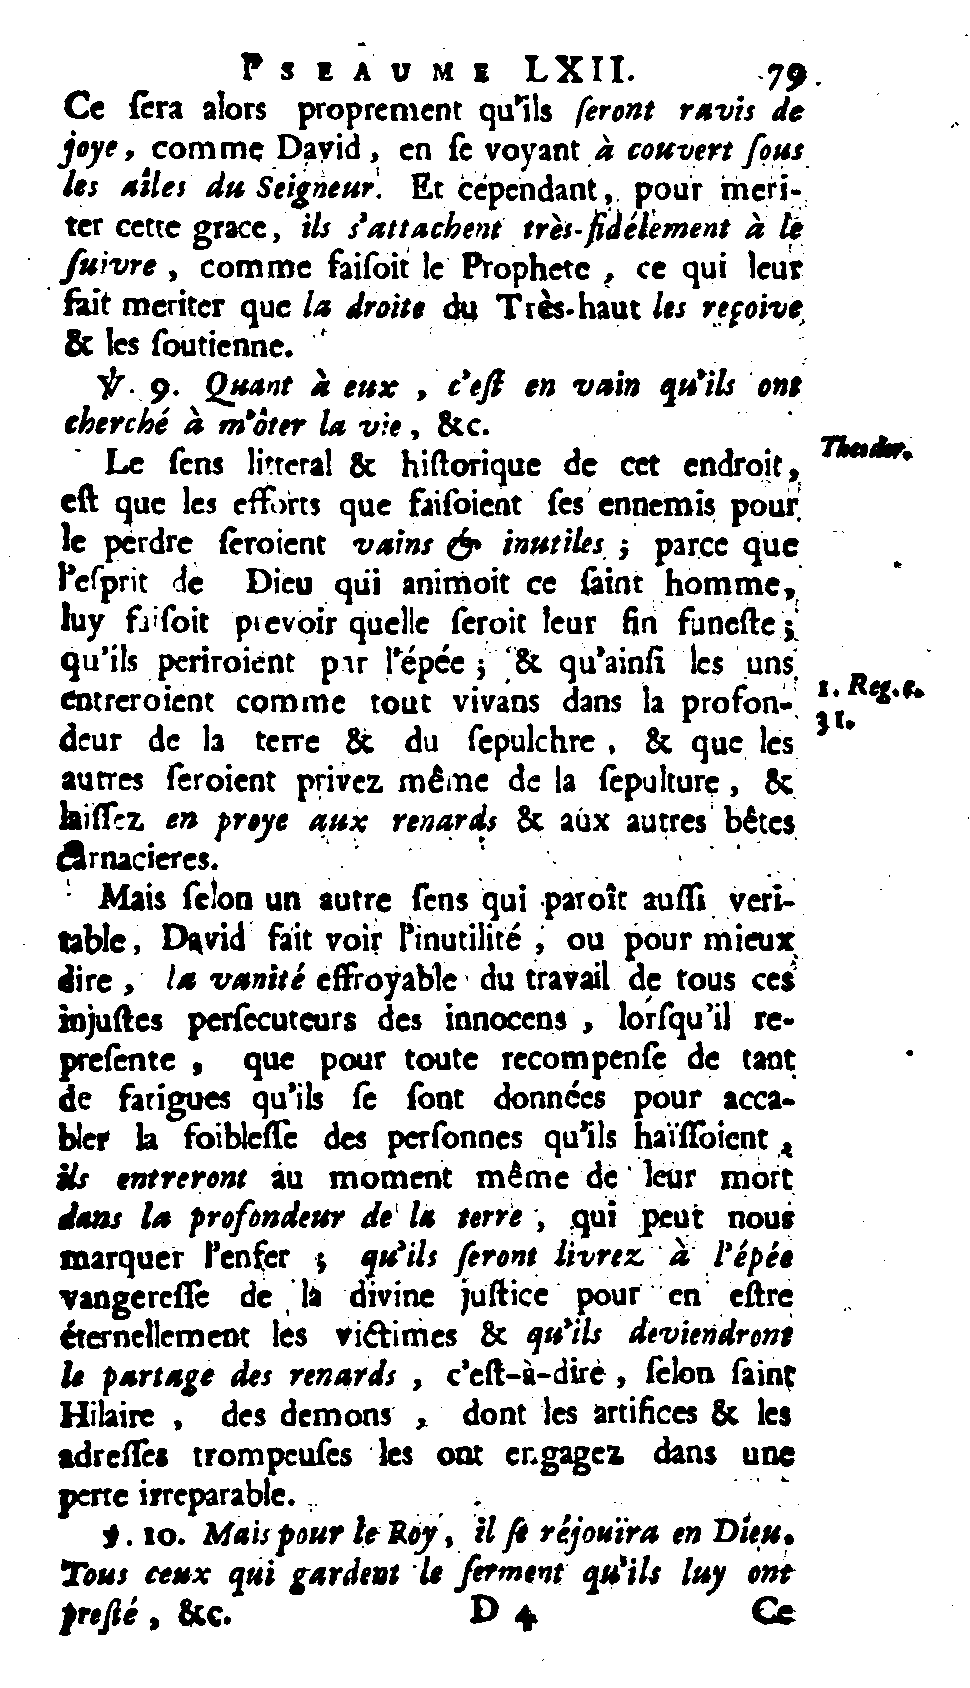 PSEAUME LXII. 79.
Ce ſera alors proprement qu'ils ſeront ravis de
joye, comme David, en ſe voyant à couvert ſous
les aîles du Seigneur. Et cependant, pour meri-
ter cette grace, ils s'attachent très-fidélement à le
ſuivre, comme faiſoit le Prophete, ce qui leur
fait meriter que la droite du Très-haut les reçoive
& les ſoutienne.
℣. 9. Quant à eux, c'eſt en vain qu'ils ont
cherché à m'ôter la vie, &c.
Le ſens litteral & hiſtorique de cet endroit,
Theodor.
eſt que les efforts que faiſoient ſes ennemis pour
le perdre ſeroient vains & inutiles; parce que
l'eſprit de Dieu qui animoit ce ſaint homme,
luy faiſoit prevoir quelle ſeroit leur fin funeſte;
qu'ils periroient par l'épée; & qu'ainſi les uns
entreroient comme tout vivans dans la profon-
1. Reg. c.
31.
deur de la terre & du ſepulchre, & que les
autres ſeroient privez même de la ſepulture, &
laiſſez en proye aux renards & aux autres bêtes
carnacieres.
Mais ſelon un autre ſens qui paroît auſſi veri-
table, David fait voir l'inutilité, ou pour mieux
dire, la vanité effroyable du travail de tous ces
injuſtes perſecuteurs des innocens, lorſqu'il re-
preſente, que pour toute recompenſe de tant
de fatigues qu'ils ſe ſont données pour acca-
bler la foibleſſe des perſonnes qu'ils haïſſoient,
ils entreront au moment même de leur mort
dans la profondeur de la terre, qui peut nous
marquer l'enfer; qu'ils ſeront livrez à l'épée
vangereſſe de la divine juſtice pour en eſtre
éternellement les victimes & qu'ils deviendront
le partage des renards, c'eſt-à-dire, ſelon ſaint
Hilaire, des demons, dont les artifices & les
adreſſes trompeuſes les ont engagez dans une
perte irreparable.
℣. 10. Mais pour le Roy, il ſe réjouïra en Dieu.
Tous ceux qui gardent le ſerment qu'ils luy ont
preſté, &c. D 4 Ce